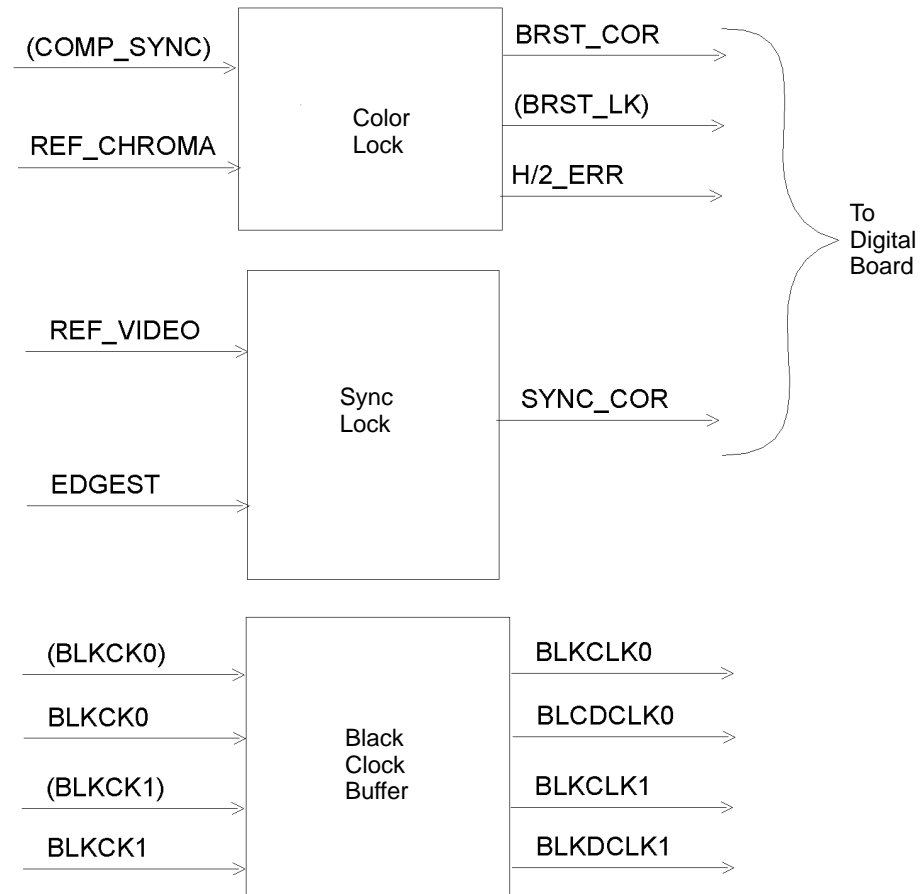 (COMP_SYNC)
REF_CHROMA
Color
Lock
BRST_COR
(BRST_LK)
H/2_ERR
To
Digital
Board
REF_VIDEO
EDGEST
Sync
Lock
SYNC_COR
(BLKCK0)
BLKCK0
(BLKCK1)
BLKCK1
Black
Clock
Buffer
BLKCLK0
BLCDCLK0
BLKCLK1
BLKDCLK1